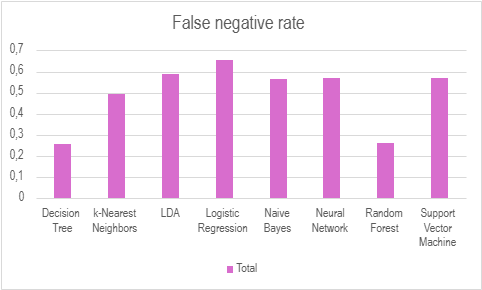 False negative rate
0,7
0,6
0,5
0,4
0,3
0,2
0,1
0
Decision
Tree
k-Nearest
Neighbors
LDA
Logistic
Regression
Naive
Bayes
Neural
Network
Random
Forest
Support
Vector
Machine
Total